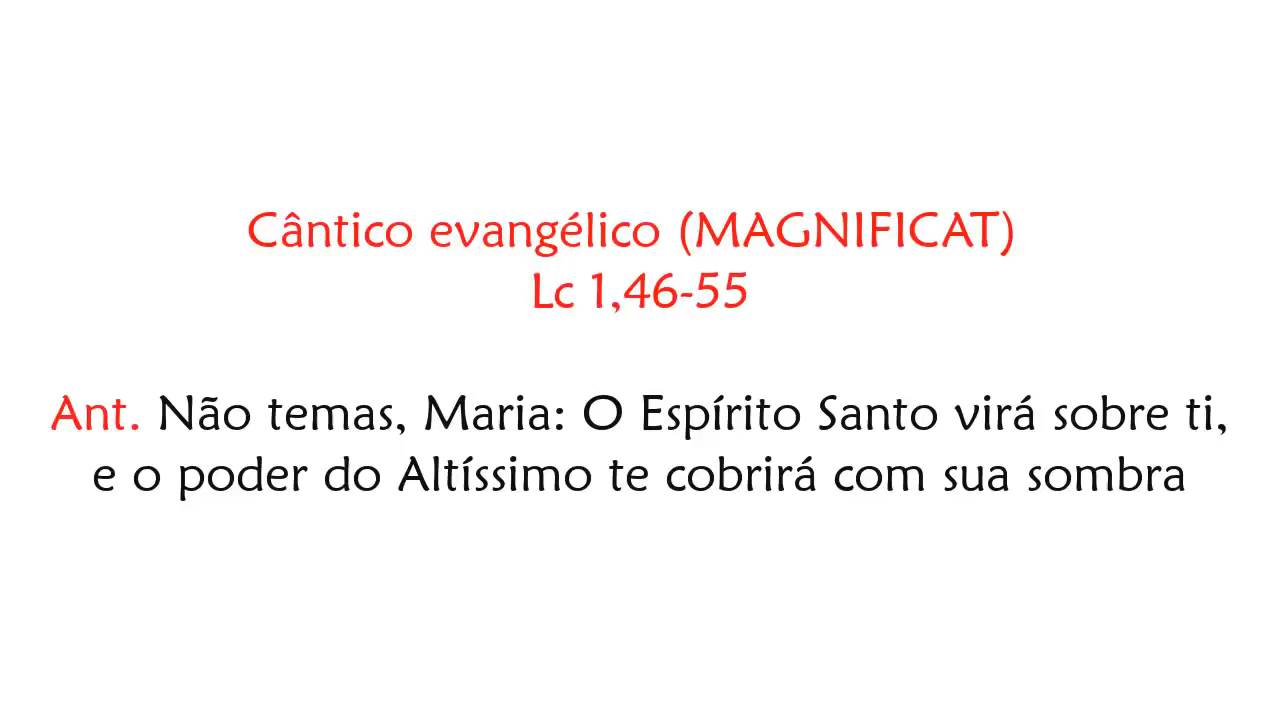 Cântico evangélico (MAGNIFICAT)
Lc 1,46-55
Ant. Não temas, Maria: O Espírito Santo virá sobre ti,
e o poder do Altíssimo te cobrirá com sua sombra